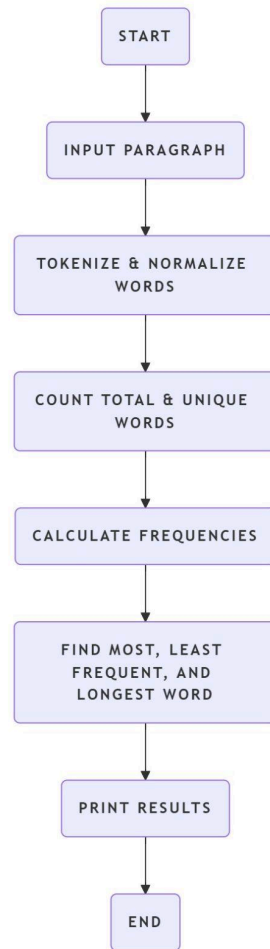 START
INPUT PARAGRAPH
TOKENIZE & NORMALIZE
WORDS
COUNT TOTAL & UNIQUE
WORDS
CALCULATE FREQUENCIES
FIND MOST, LEAST
FREQUENT, AND
LONGEST WORD
PRINT RESULTS
END